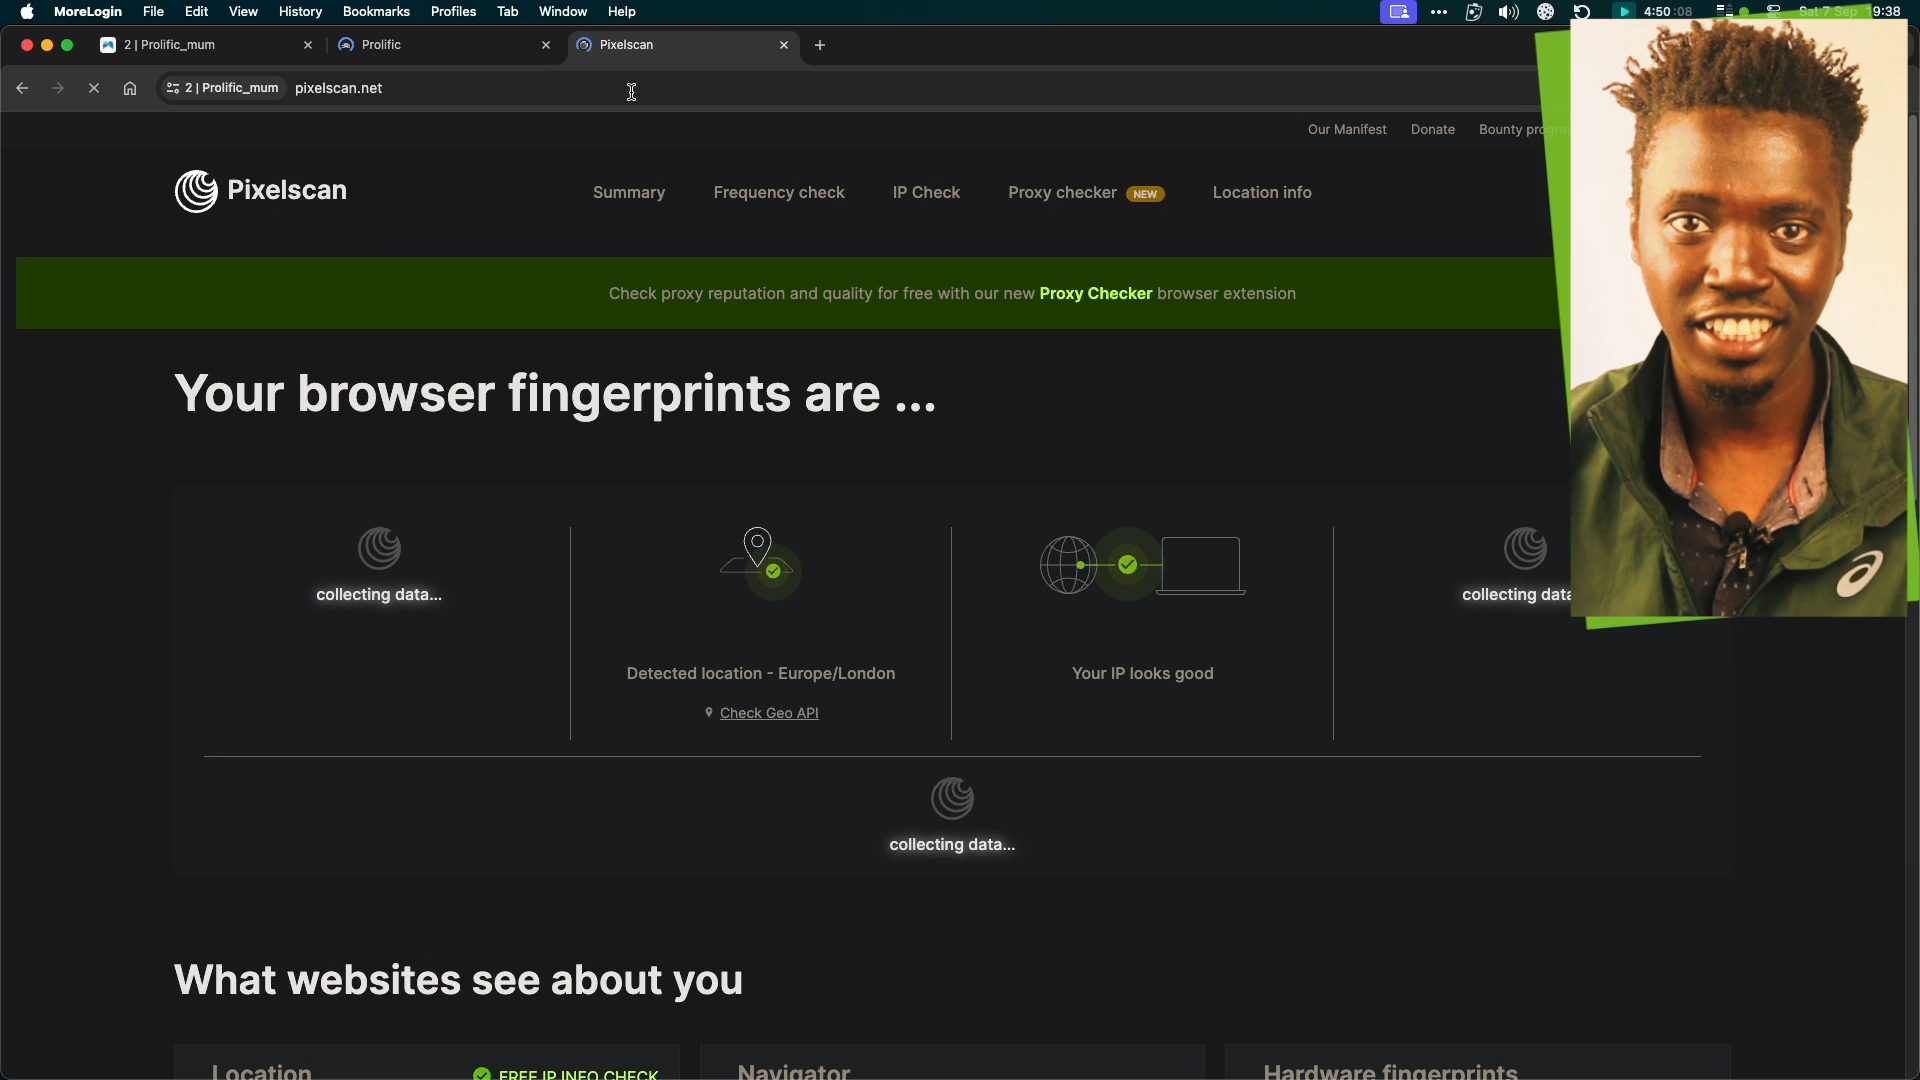 MoreLogin File Edit View History Bookmarks Profiles Tab Window Help
4:50:08 Sat 7 Sep 19:38
2 | Prolific_mum
Prolific
Pixelscan
2 | Prolific_mum pixelscan.net
Our Manifest Donate Bounty progra
Pixelscan
Summary Frequency check IP Check Proxy checker NEW Location info
Check proxy reputation and quality for free with our new Proxy Checker browser extension
Your browser fingerprints are ...
collecting data...
Detected location - Europe/London
Check Geo API
Your IP looks good
collecting data
collecting data...
What websites see about you
Location FREE IP INFO CHECK
Navigator
Hardware fingerprints